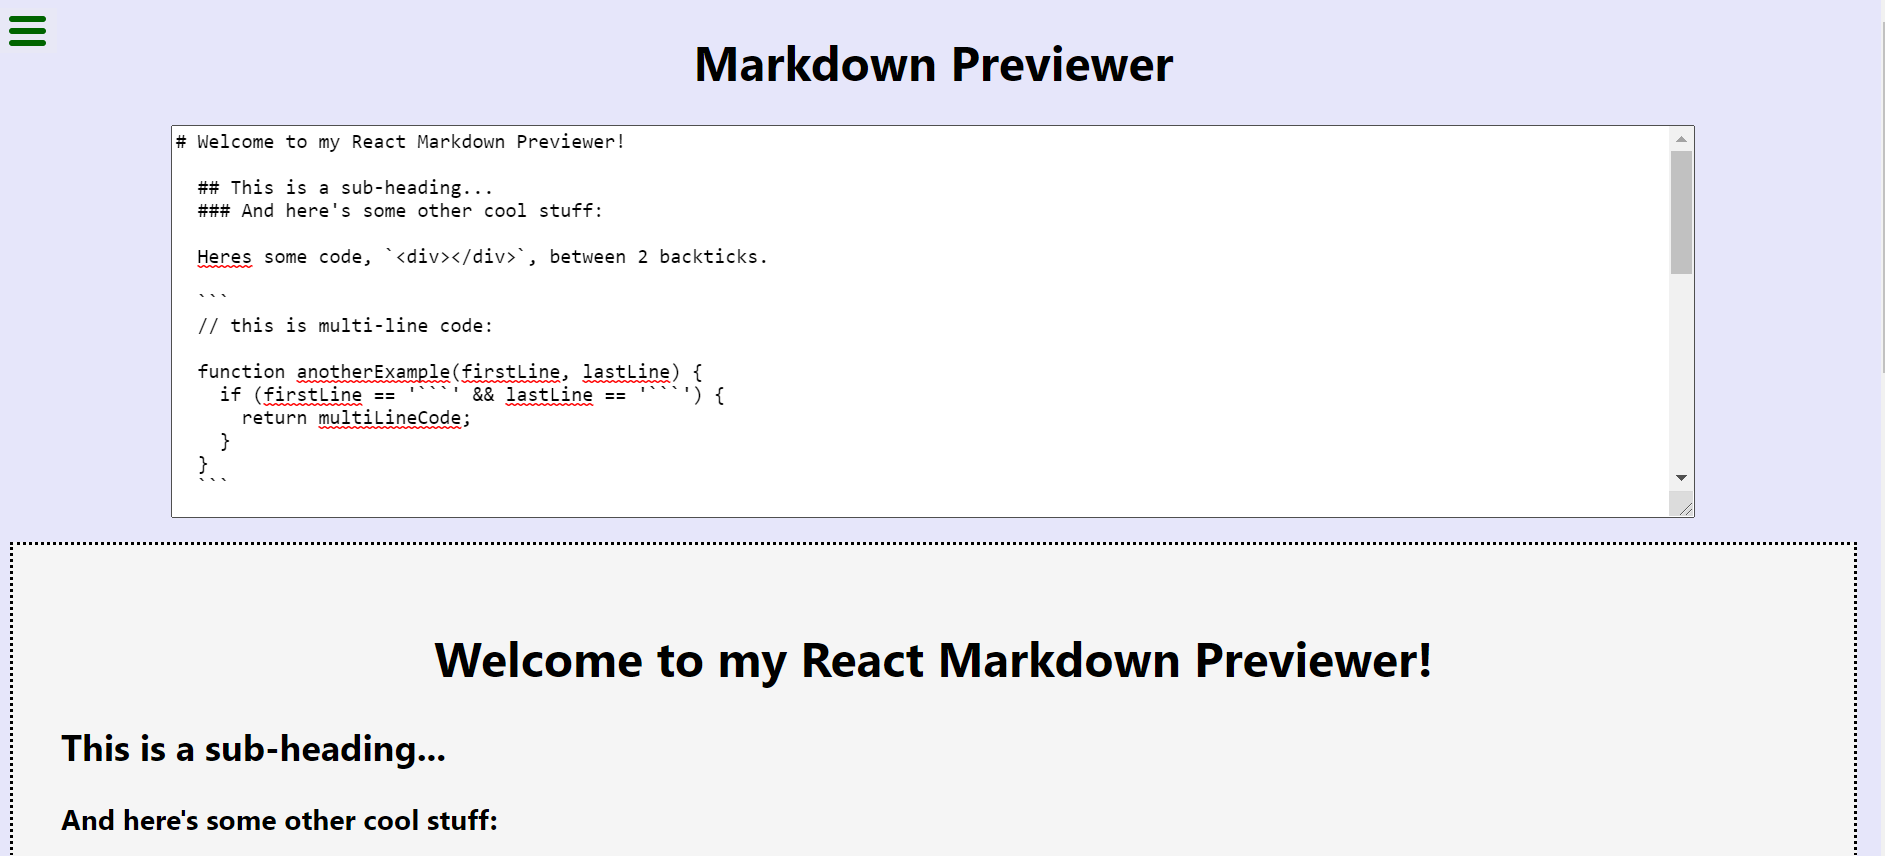 Markdown Previewer
# Welcome to my React Markdown Previewer!
## This is a sub-heading...
### And here's some other cool stuff:
Heres some code, `<div></div>`, between 2 backticks.
```
// this is multi-line code:
function anotherExample(firstLine, lastLine) {
if (firstLine == '```' && lastLine == '```') {
return multiLineCode;
}
}
```
Welcome to my React Markdown Previewer!
This is a sub-heading...
And here's some other cool stuff: